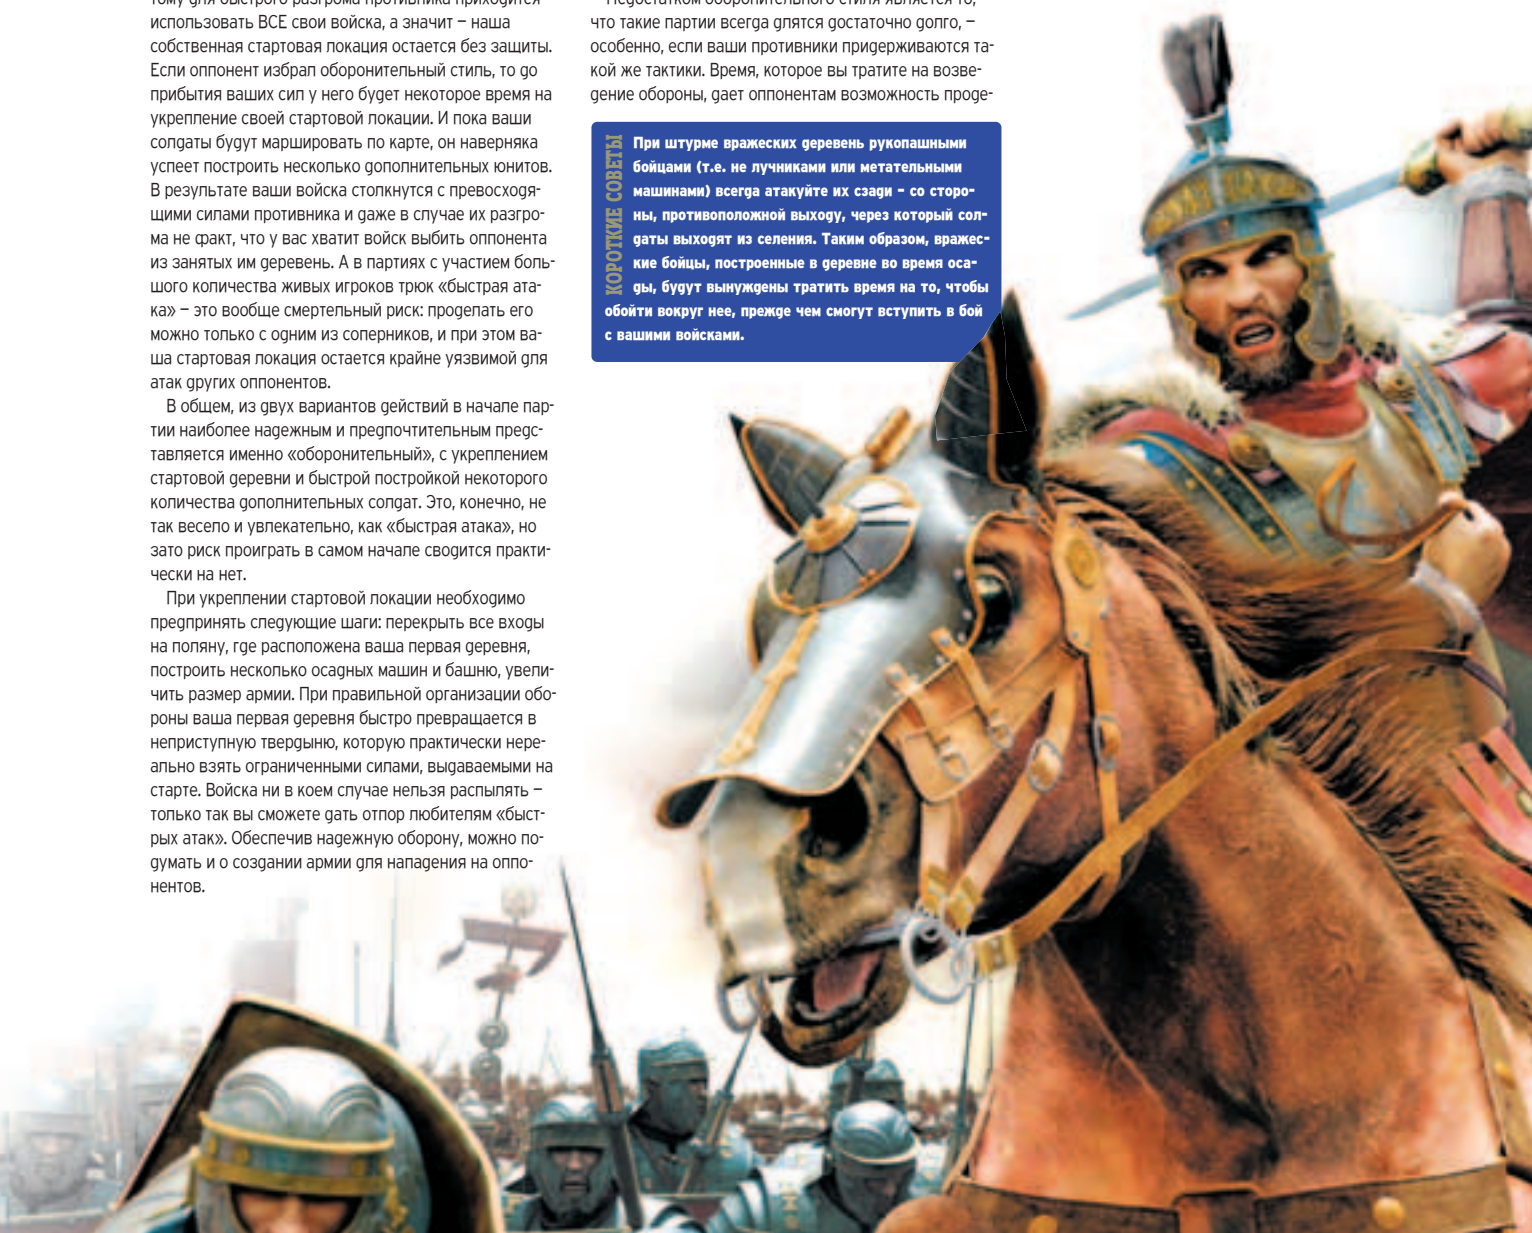 тому для быстрого разгрома противника приходится
использовать ВСЕ свои войска, а значит – наша
собственная стартовая локация остается без защиты.
Если оппонент избрал оборонительный стиль, то до
прибытия ваших сил у него будет некоторое время на
укрепление своей стартовой локации. И пока ваши
солдаты будут маршировать по карте, он наверняка
успеет построить несколько дополнительных юнитов.
В результате ваши войска столкнутся с превосходя-
щими силами противника и даже в случае их разгро-
ма не факт, что у вас хватит войск выбить оппонента
из занятых им деревень. А в партиях с участием боль-
шого количества живых игроков трюк «быстрая ата-
ка» – это вообще смертельный риск: проделать его
можно только с одним из соперников, и при этом ва-
ша стартовая локация остается крайне уязвимой для
атак других оппонентов.
В общем, из двух вариантов действий в начале пар-
тии наиболее надежным и предпочтительным предс-
тавляется именно «оборонительный», с укреплением
стартовой деревни и быстрой постройкой некоторого
количества дополнительных солдат. Это, конечно, не
так весело и увлекательно, как «быстрая атака», но
зато риск проиграть в самом начале сводится практи-
чески на нет.
При укреплении стартовой локации необходимо
предпринять следующие шаги: перекрыть все входы
на поляну, где расположена ваша первая деревня,
построить несколько осадных машин и башню, увели-
чить размер армии. При правильной организации обо-
роны ваша первая деревня быстро превращается в
неприступную твердыню, которую практически нере-
ально взять ограниченными силами, выдаваемыми на
старте. Войска ни в коем случае нельзя распылять –
только так вы сможете дать отпор любителям «быст-
рых атак». Обеспечив надежную оборону, можно по-
думать и о создании армии для нападения на оппо-
нентов.
Недостатком оборонительного стиля является то,
что такие партии всегда длятся достаточно долго, –
особенно, если ваши противники придерживаются та-
кой же тактики. Время, которое вы тратите на возве-
дение обороны, дает оппонентам возможность проде-
КОРОТКИЕ СОВЕТЫ
При штурме вражеских деревень рукопашными
бойцами (т.е. не лучниками или метательными
машинами) всегда атакуйте их сзади – со сторо-
ны, противоположной выходу, через который сол-
даты выходят из селения. Таким образом, вражес-
кие бойцы, построенные в деревне во время оса-
ды, будут вынуждены тратить время на то, чтобы
обойти вокруг нее, прежде чем смогут вступить в бой
с вашими войсками.